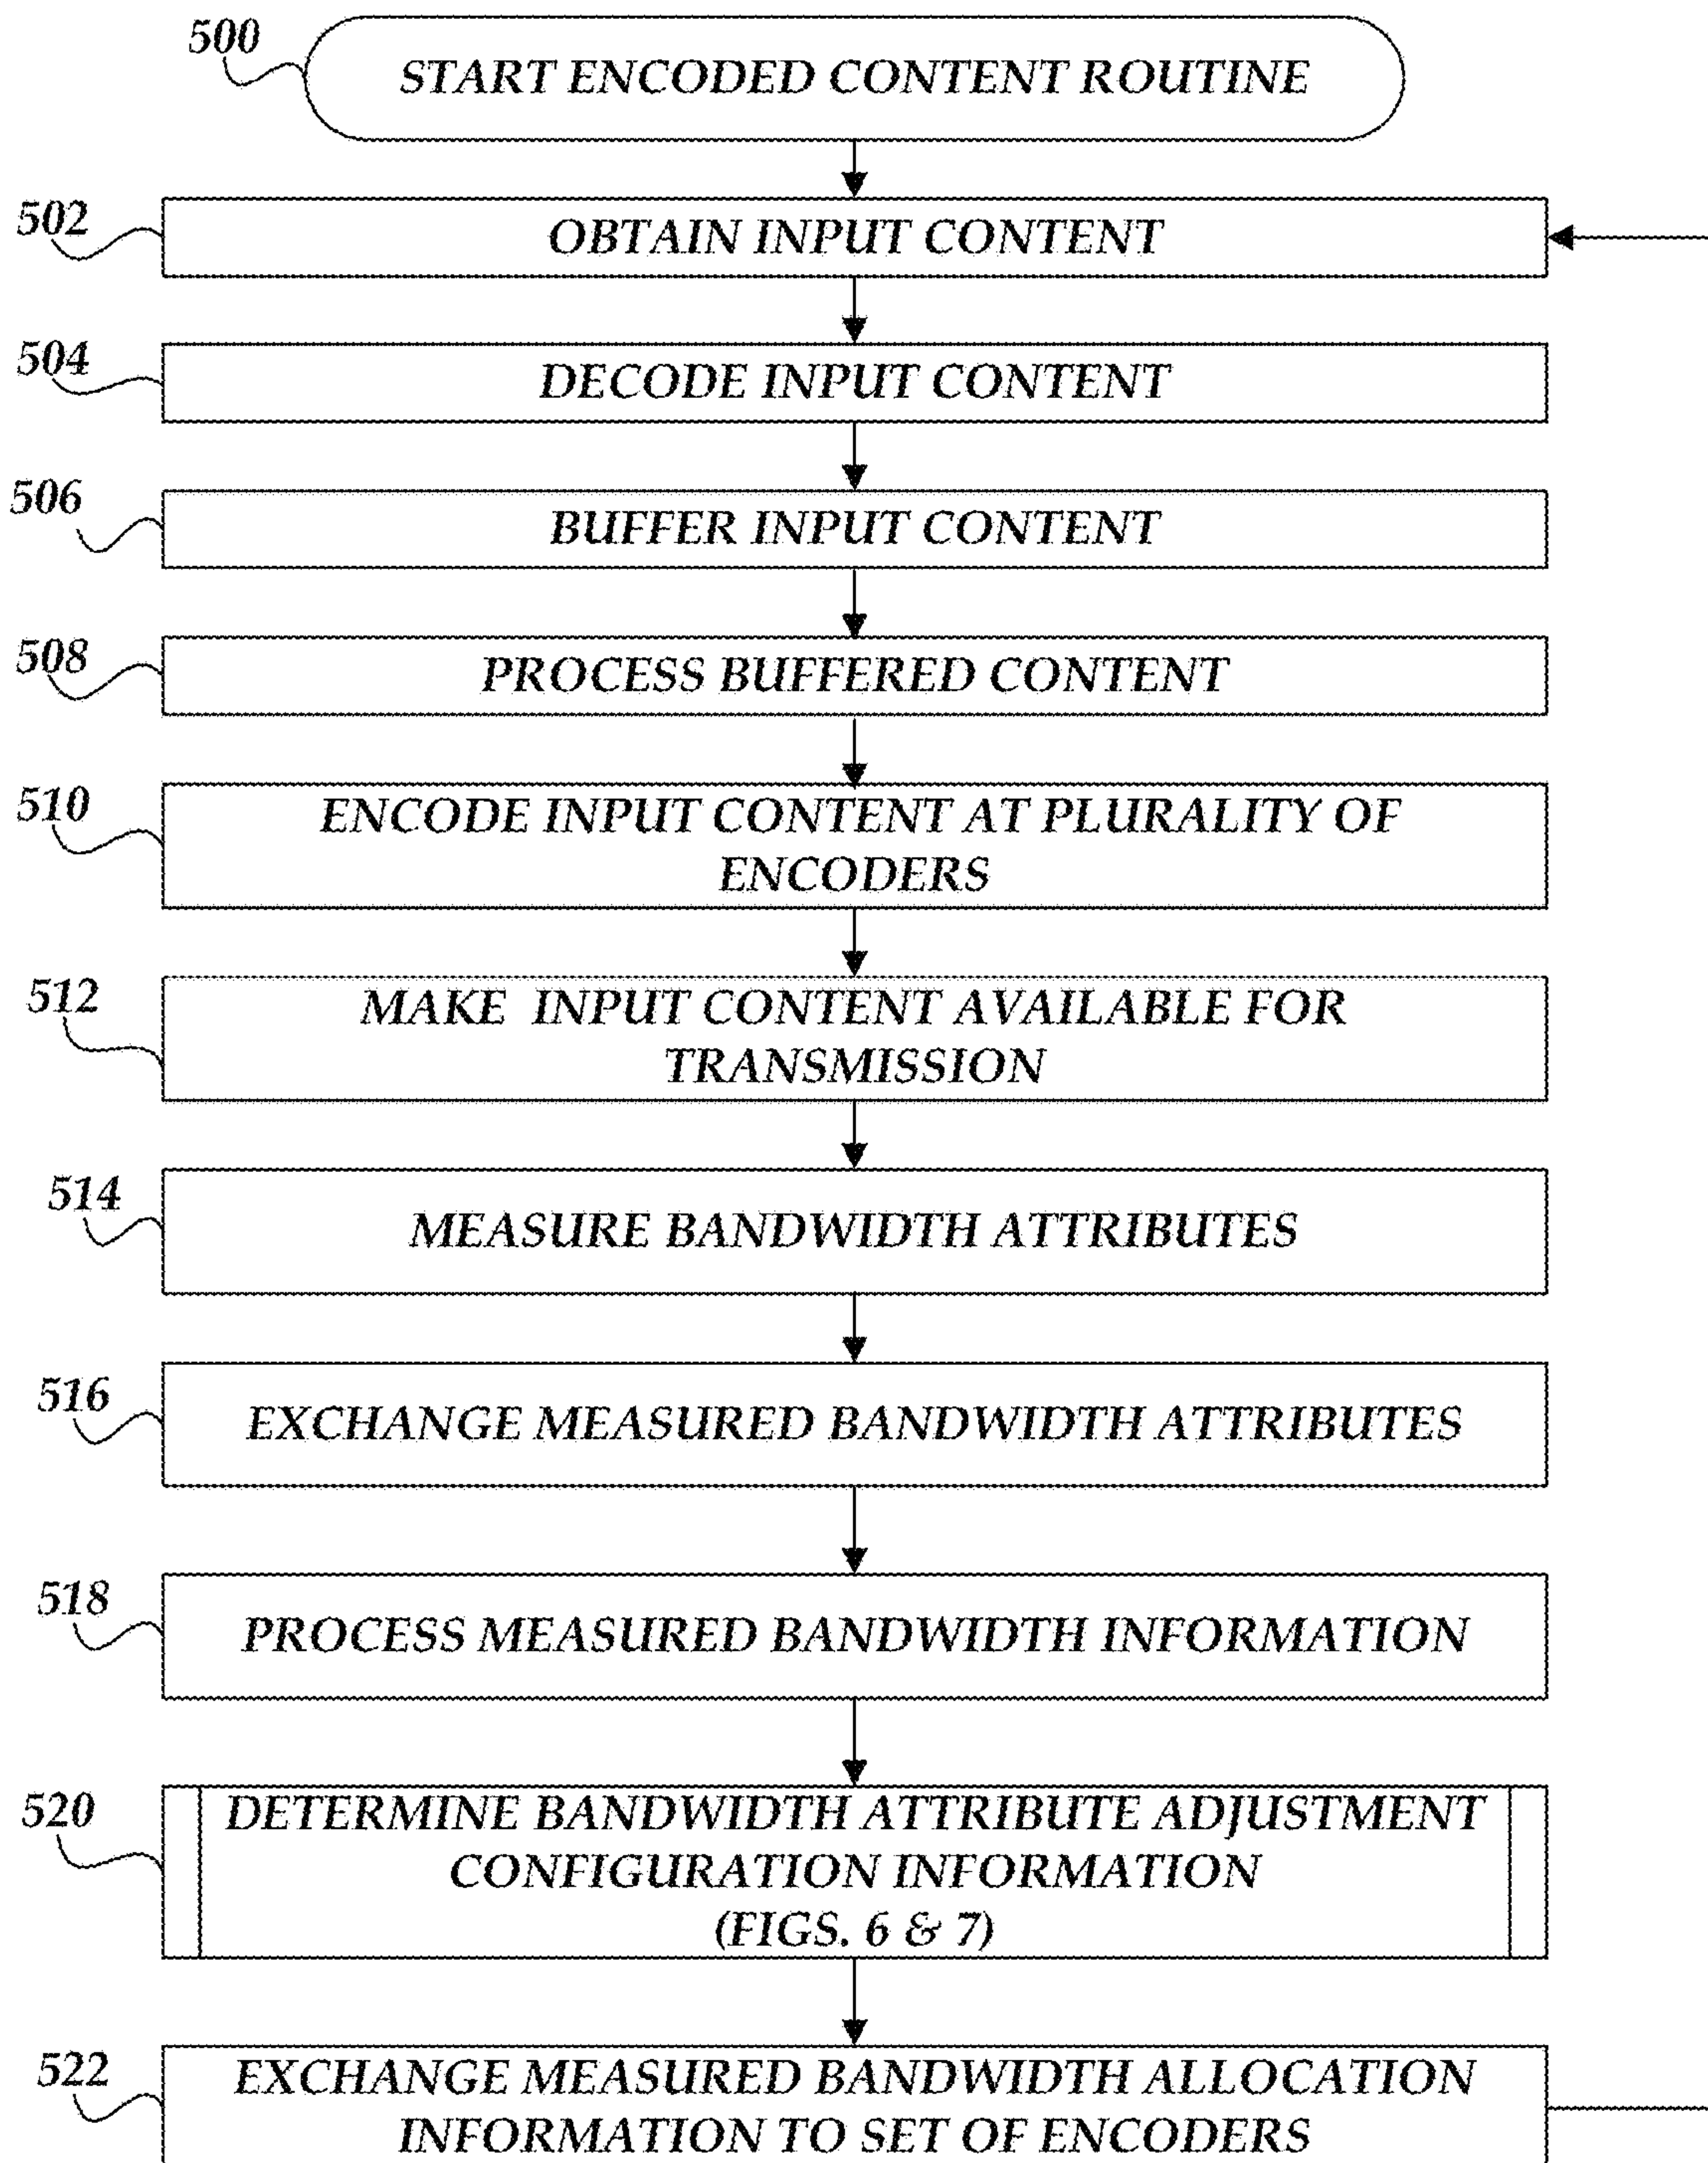 500
START ENCODED CONTENT ROUTINE
502
OBTAIN INPUT CONTENT
504
DECODE INPUT CONTENT
506
BUFFER INPUT CONTENT
508
PROCESS BUFFERED CONTENT
510
ENCODE INPUT CONTENT AT PLURALITY OF
ENCODERS
512
MAKE INPUT CONTENT AVAILABLE FOR
TRANSMISSION
514
MEASURE BANDWIDTH ATTRIBUTES
516
EXCHANGE MEASURED BANDWIDTH ATTRIBUTES
518
PROCESS MEASURED BANDWIDTH INFORMATION
520
DETERMINE BANDWIDTH ATTRIBUTE ADJUSTMENT
CONFIGURATION INFORMATION
(FIGS. 6 & 7)
522
EXCHANGE MEASURED BANDWIDTH ALLOCATION
INFORMATION TO SET OF ENCODERS